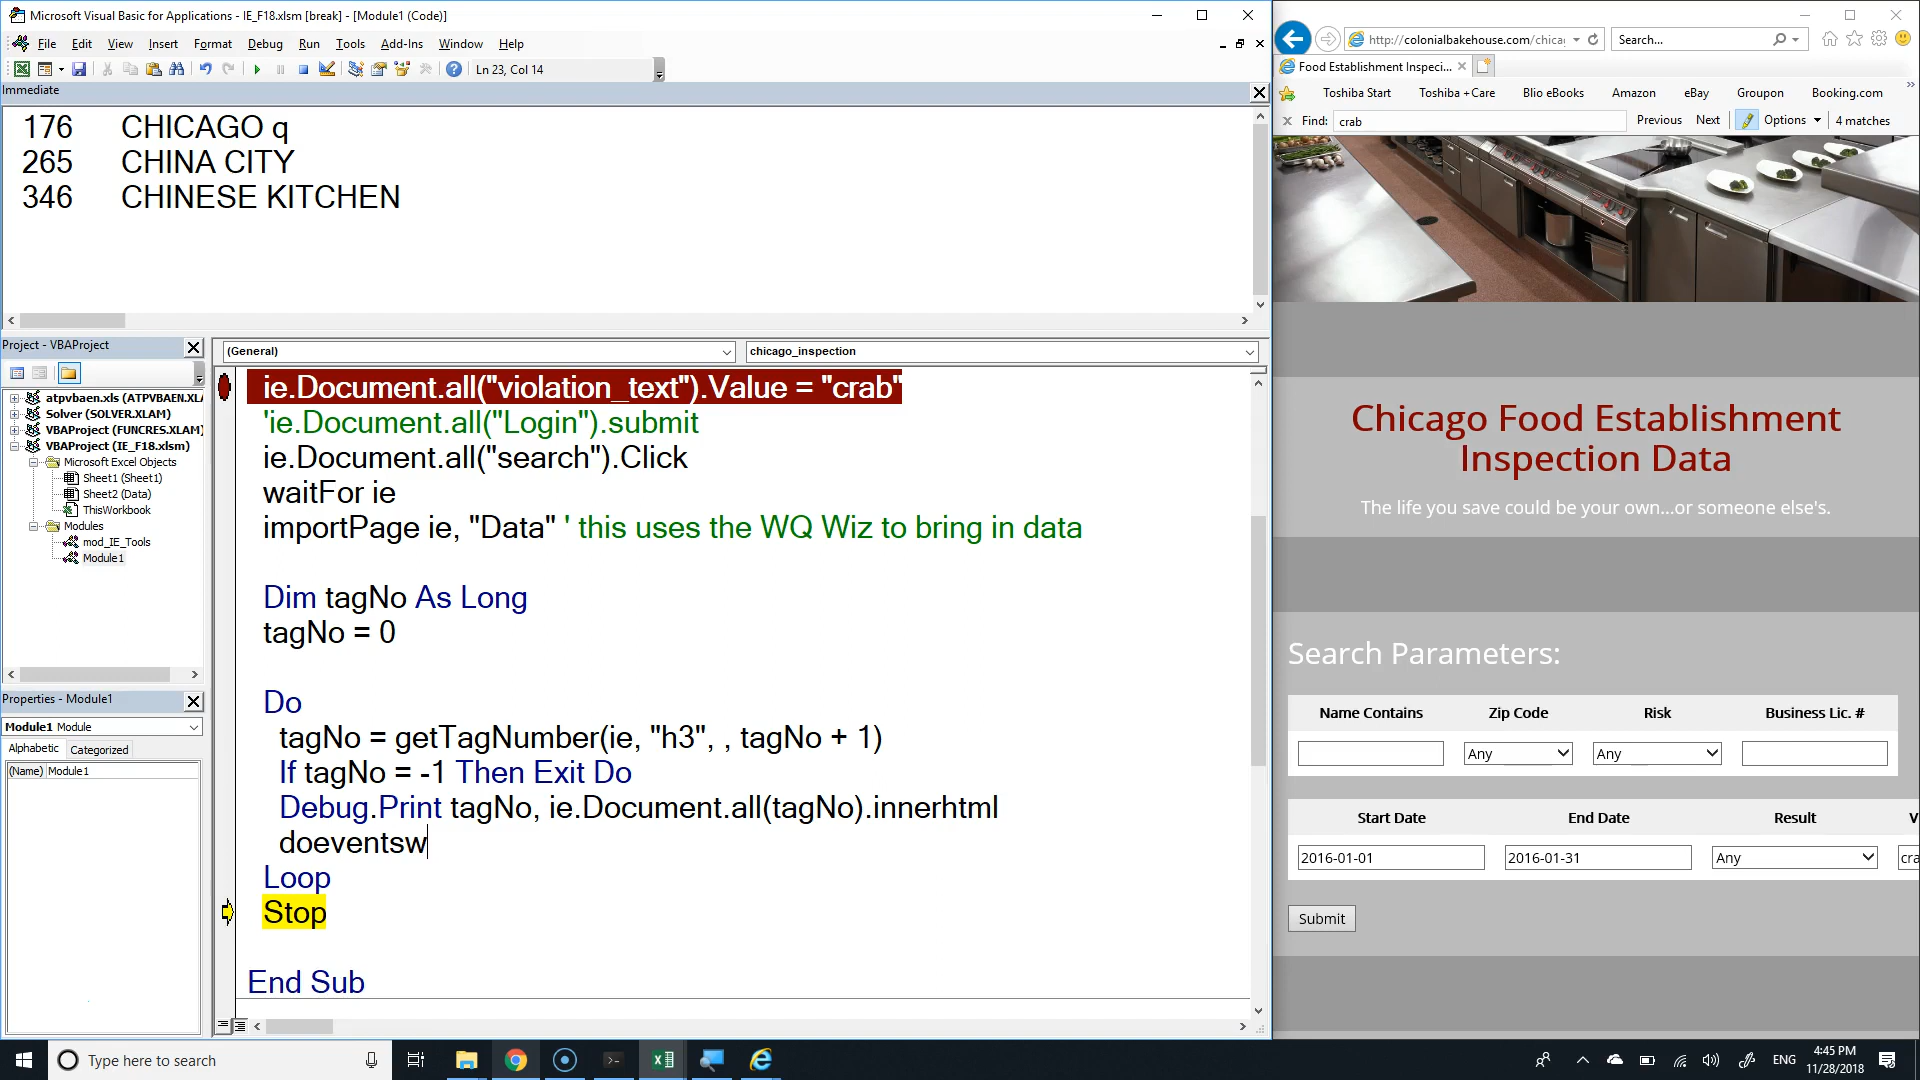 Microsoft Visual Basic for Applications - IE_F18.xlsm [break] - [Module1 (Code)]
File Edit View Insert Format Debug Run Tools Add-Ins Window Help
Ln 23, Col 14
Immediate
176 CHICAGO q
265 CHINA CITY
346 CHINESE KITCHEN
Project - VBAProject
atpvbaen.xls (ATPVBAEN.XLA
Solver (SOLVER.XLAM)
VBAProject (FUNCRES.XLAM)
VBAProject (IE_F18.xlsm)
Microsoft Excel Objects
Sheet1 (Sheet1)
Sheet2 (Data)
ThisWorkbook
Modules
mod_IE_Tools
Module1
Properties - Module1
Module1 Module
Alphabetic Categorized
(Name) Module1
(General) chicago_inspection
ie.Document.all("violation_text").Value = "crab"
'ie.Document.all("Login").submit
ie.Document.all("search").Click
waitFor ie
importPage ie, "Data" ' this uses the WQ Wiz to bring in data
Dim tagNo As Long
tagNo = 0
Do
tagNo = getTagNumber(ie, "h3", , tagNo + 1)
If tagNo = -1 Then Exit Do
Debug.Print tagNo, ie.Document.all(tagNo).innerhtml
doeventsw
Loop
Stop
End Sub
http://colonialbakehouse.com/chica
Search...
Food Establishment Inspeci...
Toshiba Start Toshiba + Care Blio eBooks Amazon eBay Groupon Booking.com
Find: crab Previous Next Options 4 matches
Chicago Food Establishment
Inspection Data
The life you save could be your own...or someone else's.
Search Parameters:
Name Contains Zip Code Risk Business Lic. #
Any Any
Start Date End Date Result V
2016-01-01 2016-01-31 Any cra
Submit
Type here to search
ENG
4:45 PM
11/28/2018